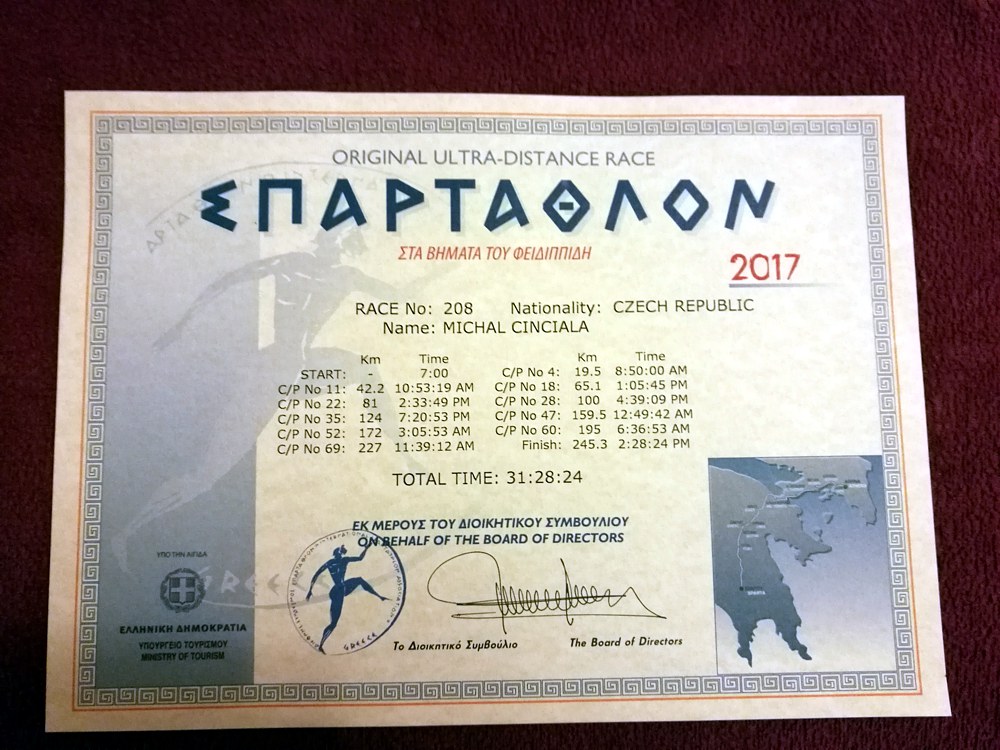 ORIGINAL ULTRA-DISTANCE RACE
ΣΠΑΡΤΑΘΛΟΝ
ΣΤΑ ΒΗΜΑΤΑ ΤΟΥ ΦΕΙΔΙΠΠΙΔΗ
2017
RACE No: 208 Nationality: CZECH REPUBLIC
Name: MICHAL CINCIALA
Km Time Km Time
START: - 7:00 C/P No 4: 19.5 8:50:00 AM
C/P No 11: 42.2 10:53:19 AM C/P No 18: 65.1 1:05:45 PM
C/P No 22: 81 2:33:49 PM C/P No 28: 100 4:39:09 PM
C/P No 35: 124 7:20:53 PM C/P No 47: 159.5 12:49:42 AM
C/P No 52: 172 3:05:53 AM C/P No 60: 195 6:36:53 AM
C/P No 69: 227 11:39:12 AM Finish: 245.3 2:28:24 PM
TOTAL TIME: 31:28:24
ΕΚ ΜΕΡΟΥΣ ΤΟΥ ΔΙΟΙΚΗΤΙΚΟΥ ΣΥΜΒΟΥΛΙΟΥ
ON BEHALF OF THE BOARD OF DIRECTORS
ΥΠΟ ΤΗΝ ΑΙΓΙΔΑ
GREECE
ΕΛΛΗΝΙΚΗ ΔΗΜΟΚΡΑΤΙΑ
ΥΠΟΥΡΓΕΙΟ ΤΟΥΡΙΣΜΟΥ
MINISTRY OF TOURISM
GREECE
Το Διοικητικό Συμβούλιο The Board of Directors
ΣΠΑΡΤΑ